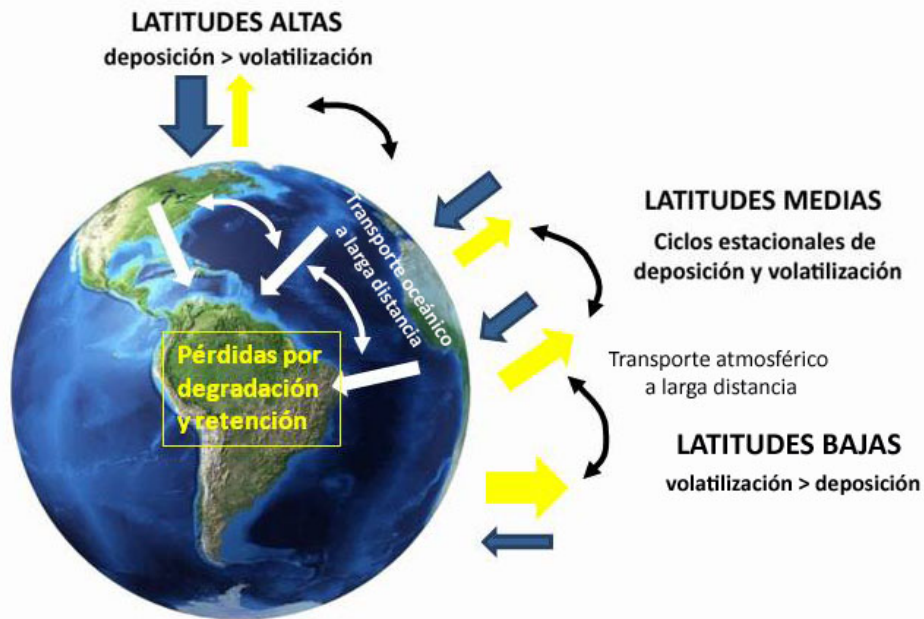 LATITUDES ALTAS
deposición > volatilización
LATITUDES MEDIAS
Ciclos estacionales de
deposición y volatilización
Transporte oceánico
a larga distancia
Pérdidas por
degradación
y retención
Transporte atmosférico
a larga distancia
LATITUDES BAJAS
volatilización > deposición